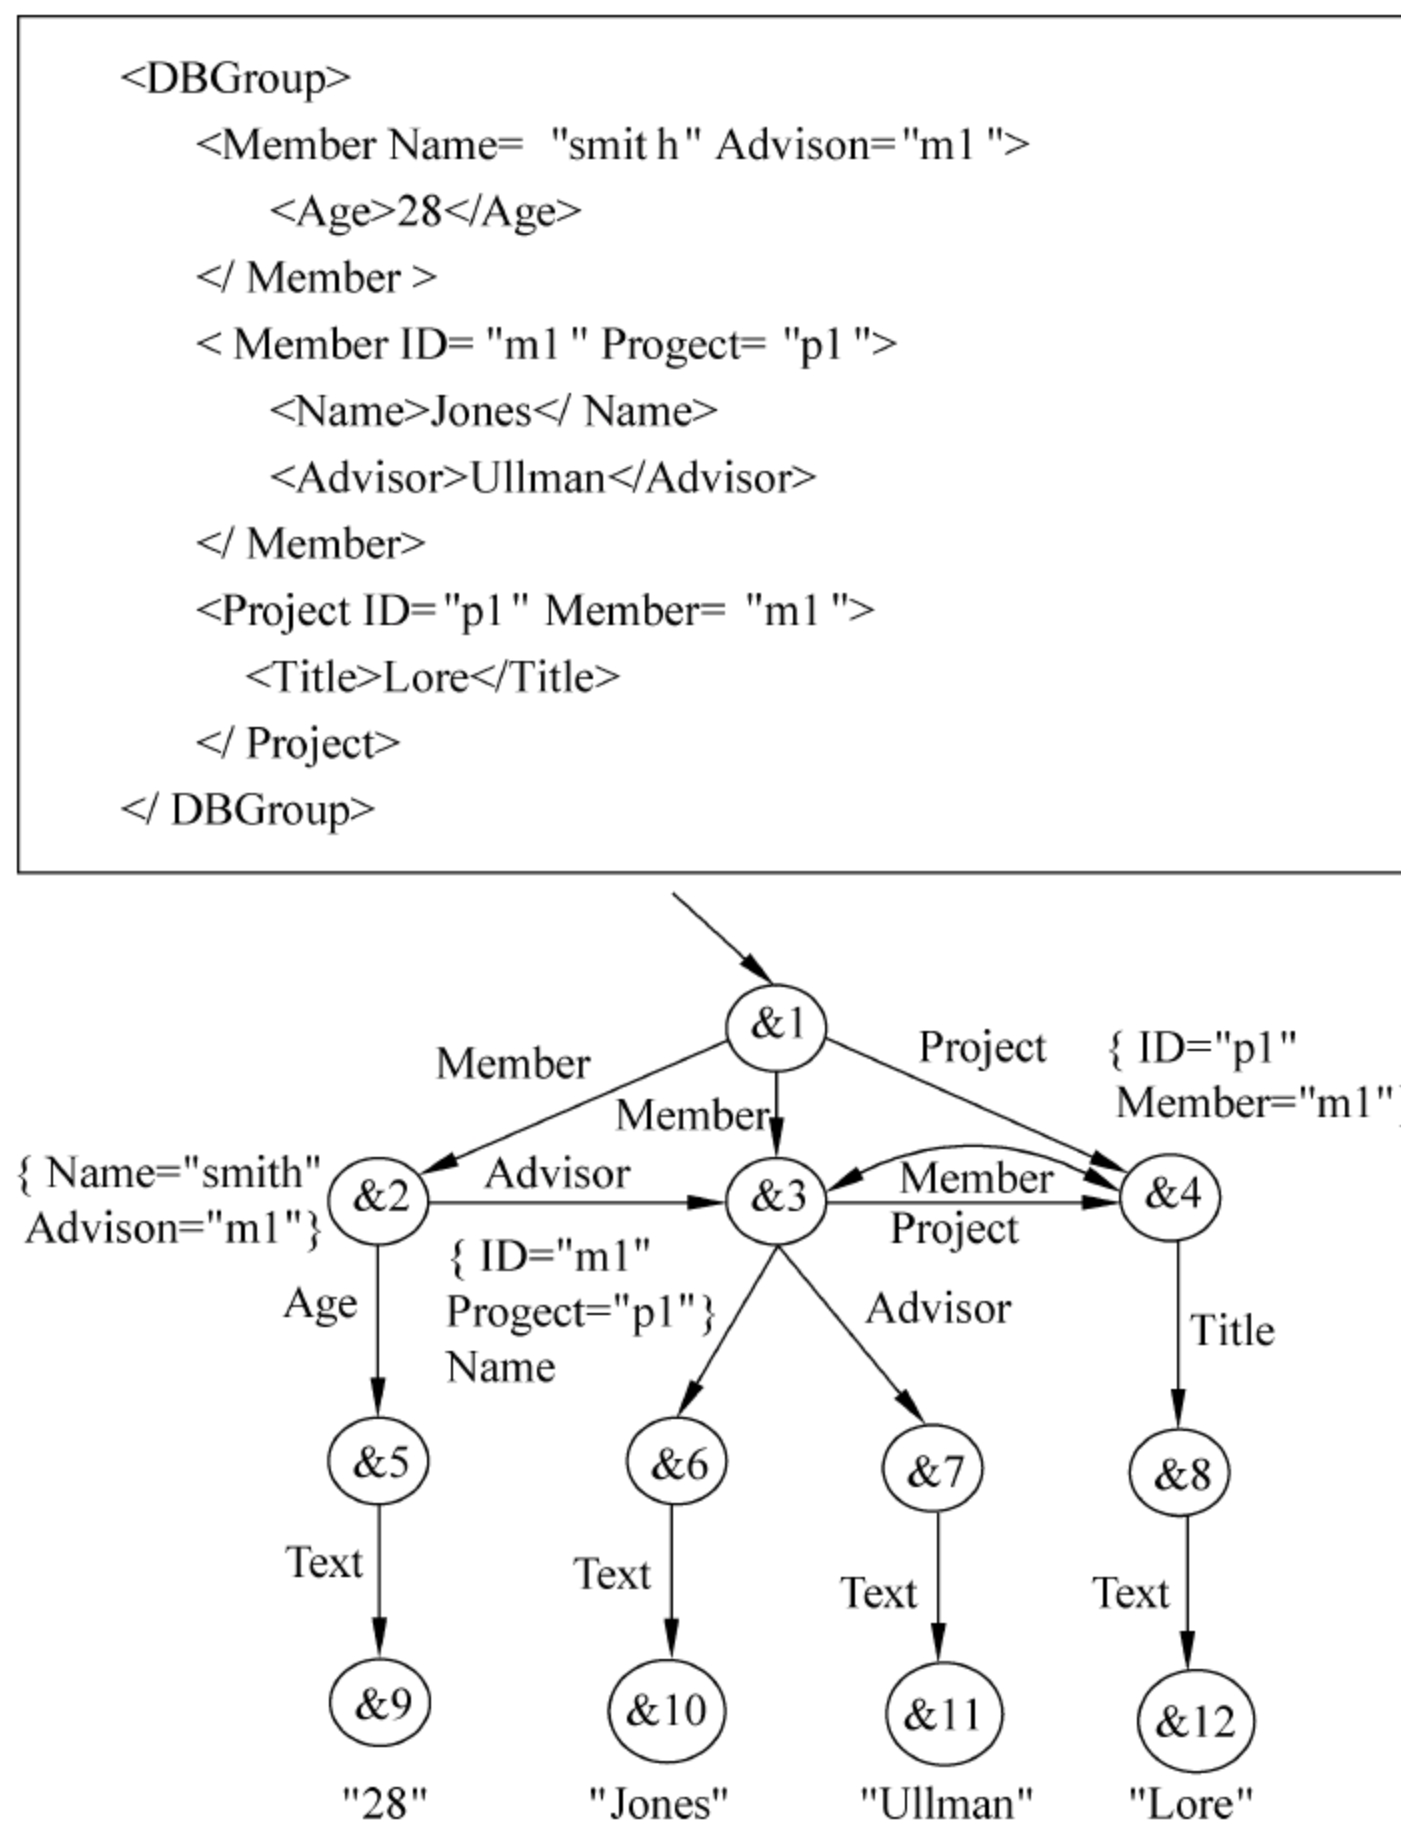 <DBGroup>
<Member Name= "smit h" Advison="m1 ">
<Age>28</Age>
</ Member >
< Member ID= "m1 " Progect= "p1 ">
<Name>Jones</ Name>
<Advisor>Ullman</Advisor>
</ Member>
<Project ID="p1 " Member= "m1 ">
<Title>Lore</Title>
</ Project>
</ DBGroup>
&1
Member
Member
Project
{ ID="p1"
Member="m1"}
{ Name="smith"
Advison="m1"}
&2
Advisor
&3
Member
Project
&4
{ ID="m1"
Progect="p1"}
Name
Age
Advisor
Title
&5
&6
&7
&8
Text
Text
Text
Text
&9
&10
&11
&12
"28"
"Jones"
"Ullman"
"Lore"